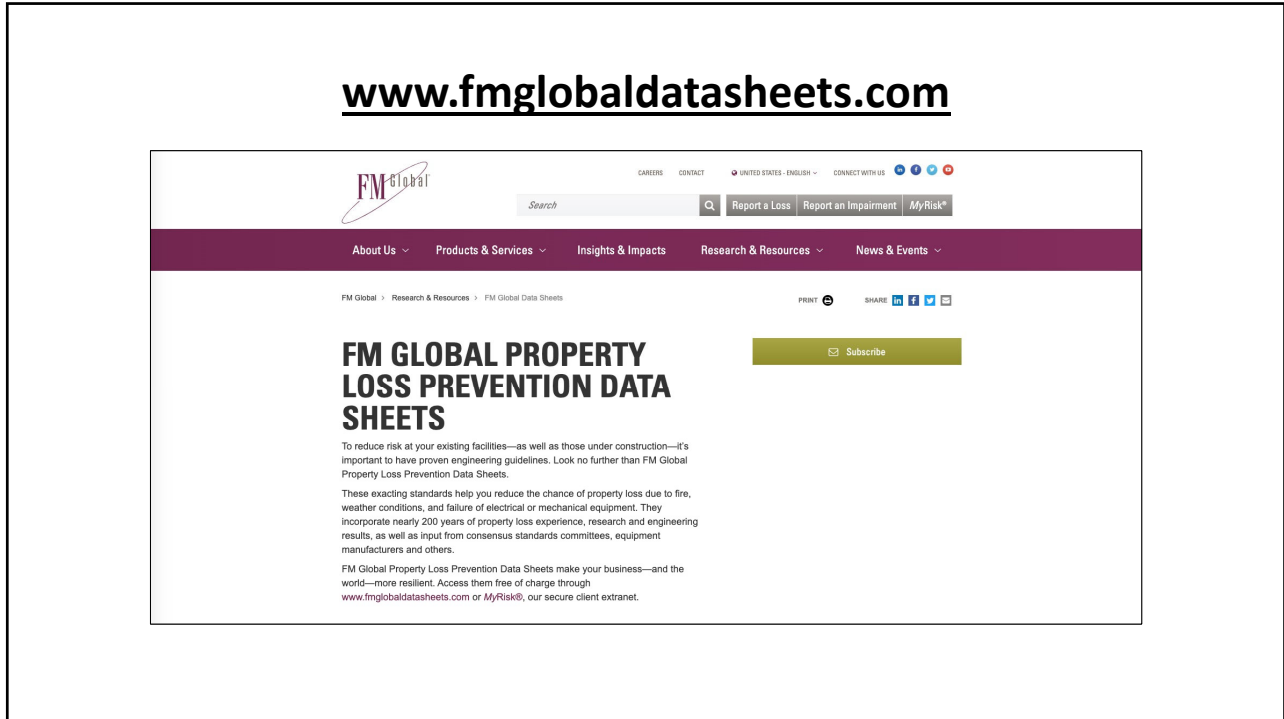 www.fmglobaldatasheets.com
FM Global
CAREERS CONTACT UNITED STATES - ENGLISH CONNECT WITH US
Search Report a Loss Report an Impairment MyRisk®
About Us Products & Services Insights & Impacts Research & Resources News & Events
FM Global > Research & Resources > FM Global Data Sheets PRINT SHARE
FM GLOBAL PROPERTY
LOSS PREVENTION DATA
SHEETS
Subscribe
To reduce risk at your existing facilities—as well as those under construction—it's
important to have proven engineering guidelines. Look no further than FM Global
Property Loss Prevention Data Sheets.
These exacting standards help you reduce the chance of property loss due to fire,
weather conditions, and failure of electrical or mechanical equipment. They
incorporate nearly 200 years of property loss experience, research and engineering
results, as well as input from consensus standards committees, equipment
manufacturers and others.
FM Global Property Loss Prevention Data Sheets make your business—and the
world—more resilient. Access them free of charge through
www.fmglobaldatasheets.com or MyRisk®, our secure client extranet.